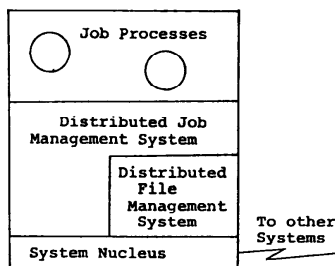 Job Processes
Distributed Job
Management System
Distributed
File
Management
System
To other
Systems
System Nucleus